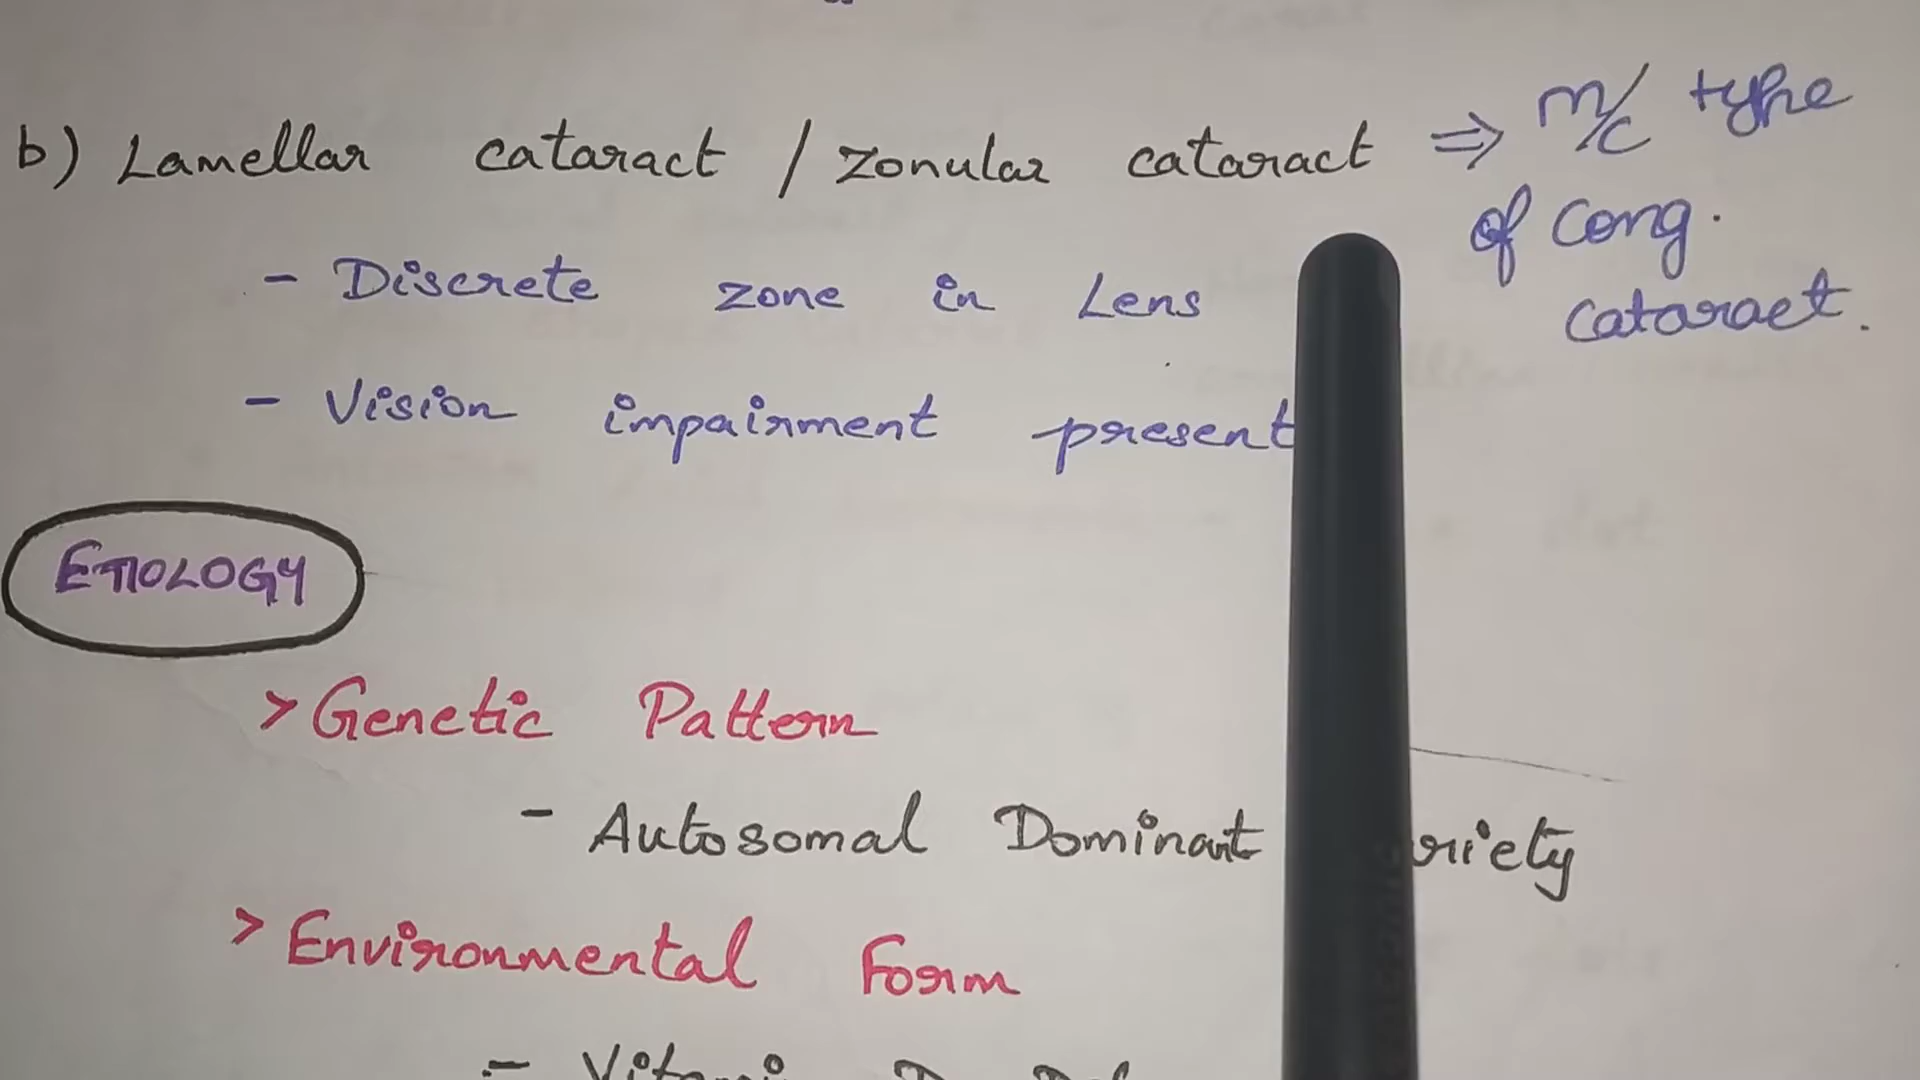 b) Lamellar cataract / Zonular cataract ⇒ m/c type
of Cong.
cataract.
- Discrete zone in Lens
- Vision impairment present
ETIOLOGY
> Genetic Pattern
- Autosomal Dominant
> Environmental Form